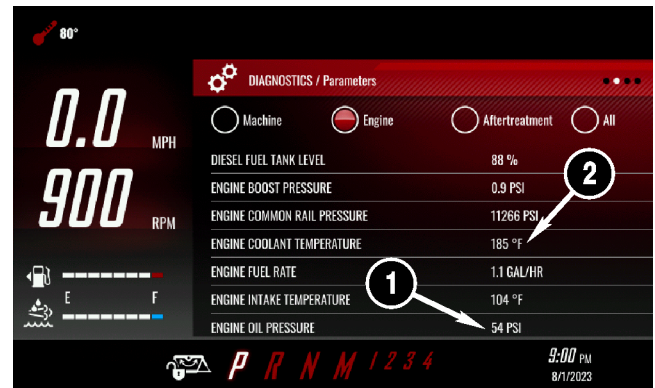 80°
DIAGNOSTICS / Parameters
Machine Engine Aftertreatment All
0.0 MPH
900 RPM
DIESEL FUEL TANK LEVEL 88 %
ENGINE BOOST PRESSURE 0.9 PSI
ENGINE COMMON RAIL PRESSURE 11266 PSI
ENGINE COOLANT TEMPERATURE 185 °F
ENGINE FUEL RATE 1.1 GAL/HR
ENGINE INTAKE TEMPERATURE 104 °F
ENGINE OIL PRESSURE 54 PSI
2
1
E F
P R N M 1 2 3 4
9:00 PM
8/1/2023